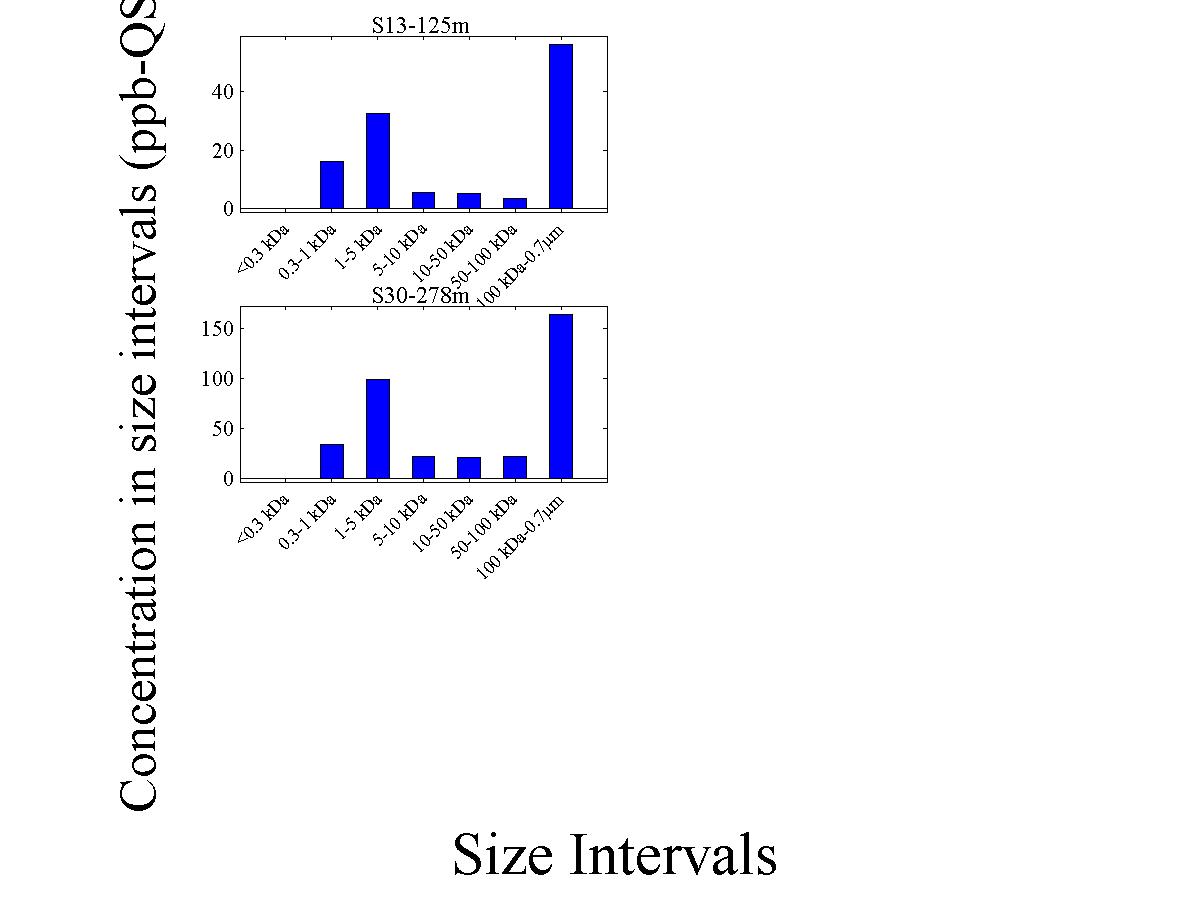 Concentration in size intervals (ppb-QS
S13-125m
40
20
0
<0.3 kDa
0.3-1 kDa
1-5 kDa
5-10 kDa
10-50 kDa
50-100 kDa
100 kDa-0.7µm
S30-278m
150
100
50
0
<0.3 kDa
0.3-1 kDa
1-5 kDa
5-10 kDa
10-50 kDa
50-100 kDa
100 kDa-0.7µm
Size Intervals